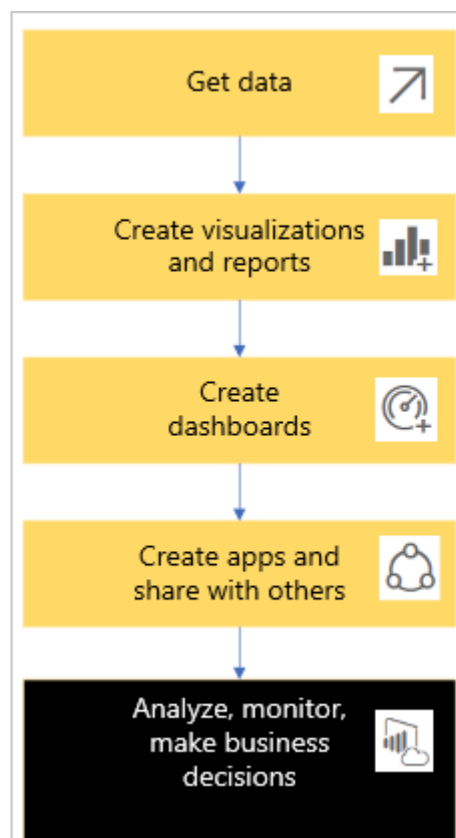 Get data
Create visualizations
and reports
Create
dashboards
Create apps and
share with others
Analyze, monitor,
make business
decisions